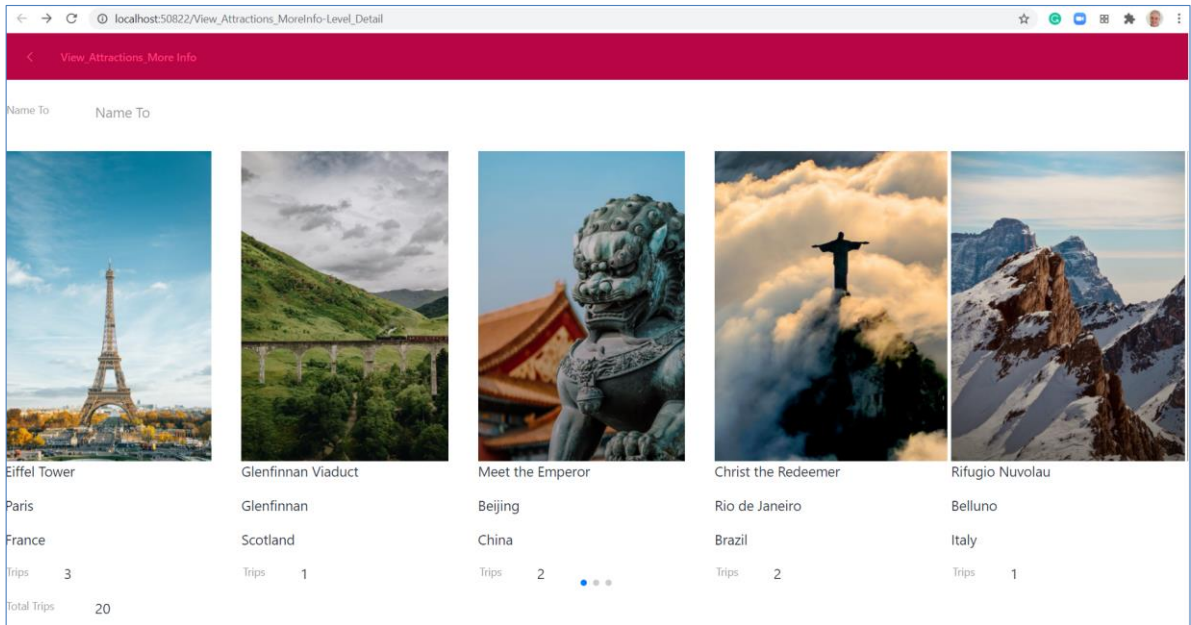 localhost:50822/View_Attractions_MoreInfo-Level_Detail
View_Attractions_More Info
Name To Name To
Eiffel Tower Glenfinnan Viaduct Meet the Emperor Christ the Redeemer Rifugio Nuvolau
Paris Glenfinnan Beijing Rio de Janeiro Belluno
France Scotland China Brazil Italy
Trips 3 Trips 1 Trips 2 Trips 2 Trips 1
Total Trips 20